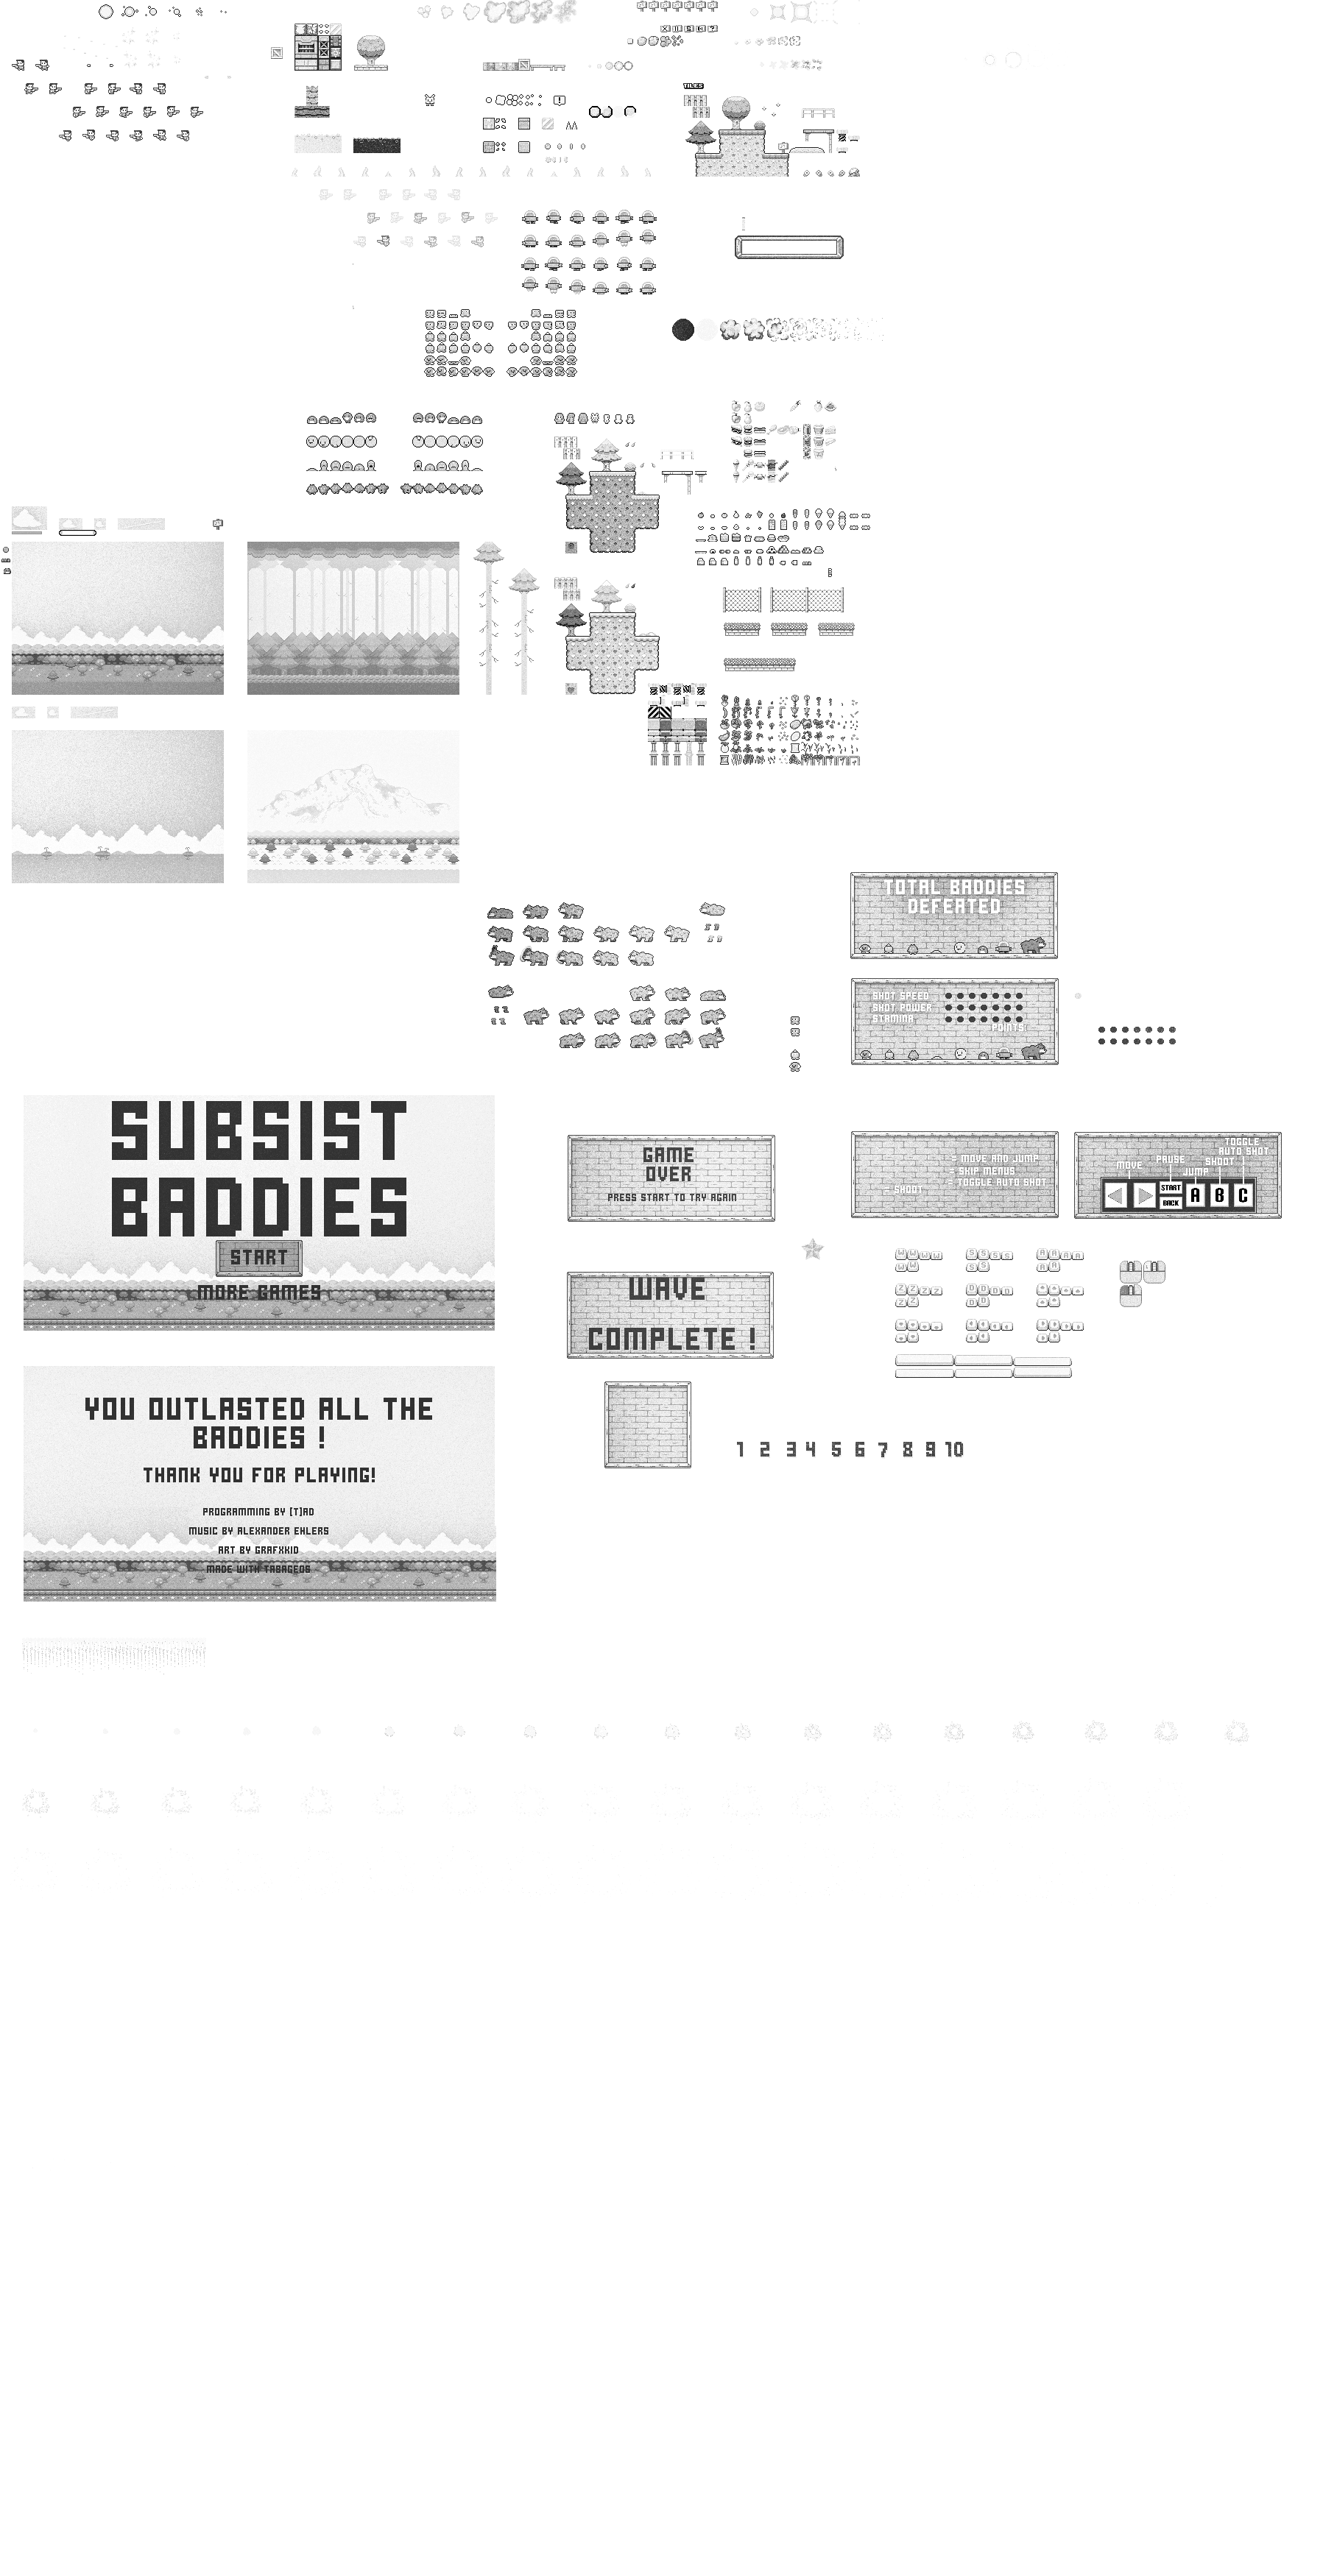 TILES
TOTAL BADDIES
DEFEATED
SHOT SPEED
SHOT POWER
STAMINA
POINTS
SUBSIST
BADDIES
START
MORE GAMES
GAME
OVER
PRESS START TO TRY AGAIN
= MOVE AND JUMP
= SKIP MENUS
= TOGGLE AUTO SHOT
= SHOOT
TOGGLE
AUTO SHOT
MOVE
PAUSE
SHOOT
JUMP
START
BACK
A B C
WAVE
COMPLETE !
W W W W S S S S A A A A
W W S S A A
Z Z Z Z D D D D
Z Z D D
YOU OUTLASTED ALL THE
BADDIES !
THANK YOU FOR PLAYING!
PROGRAMMING BY [T]AD
MUSIC BY ALEXANDER EHLERS
ART BY GRAFXKID
MADE WITH TABAGEOS
1 2 3 4 5 6 7 8 9 10